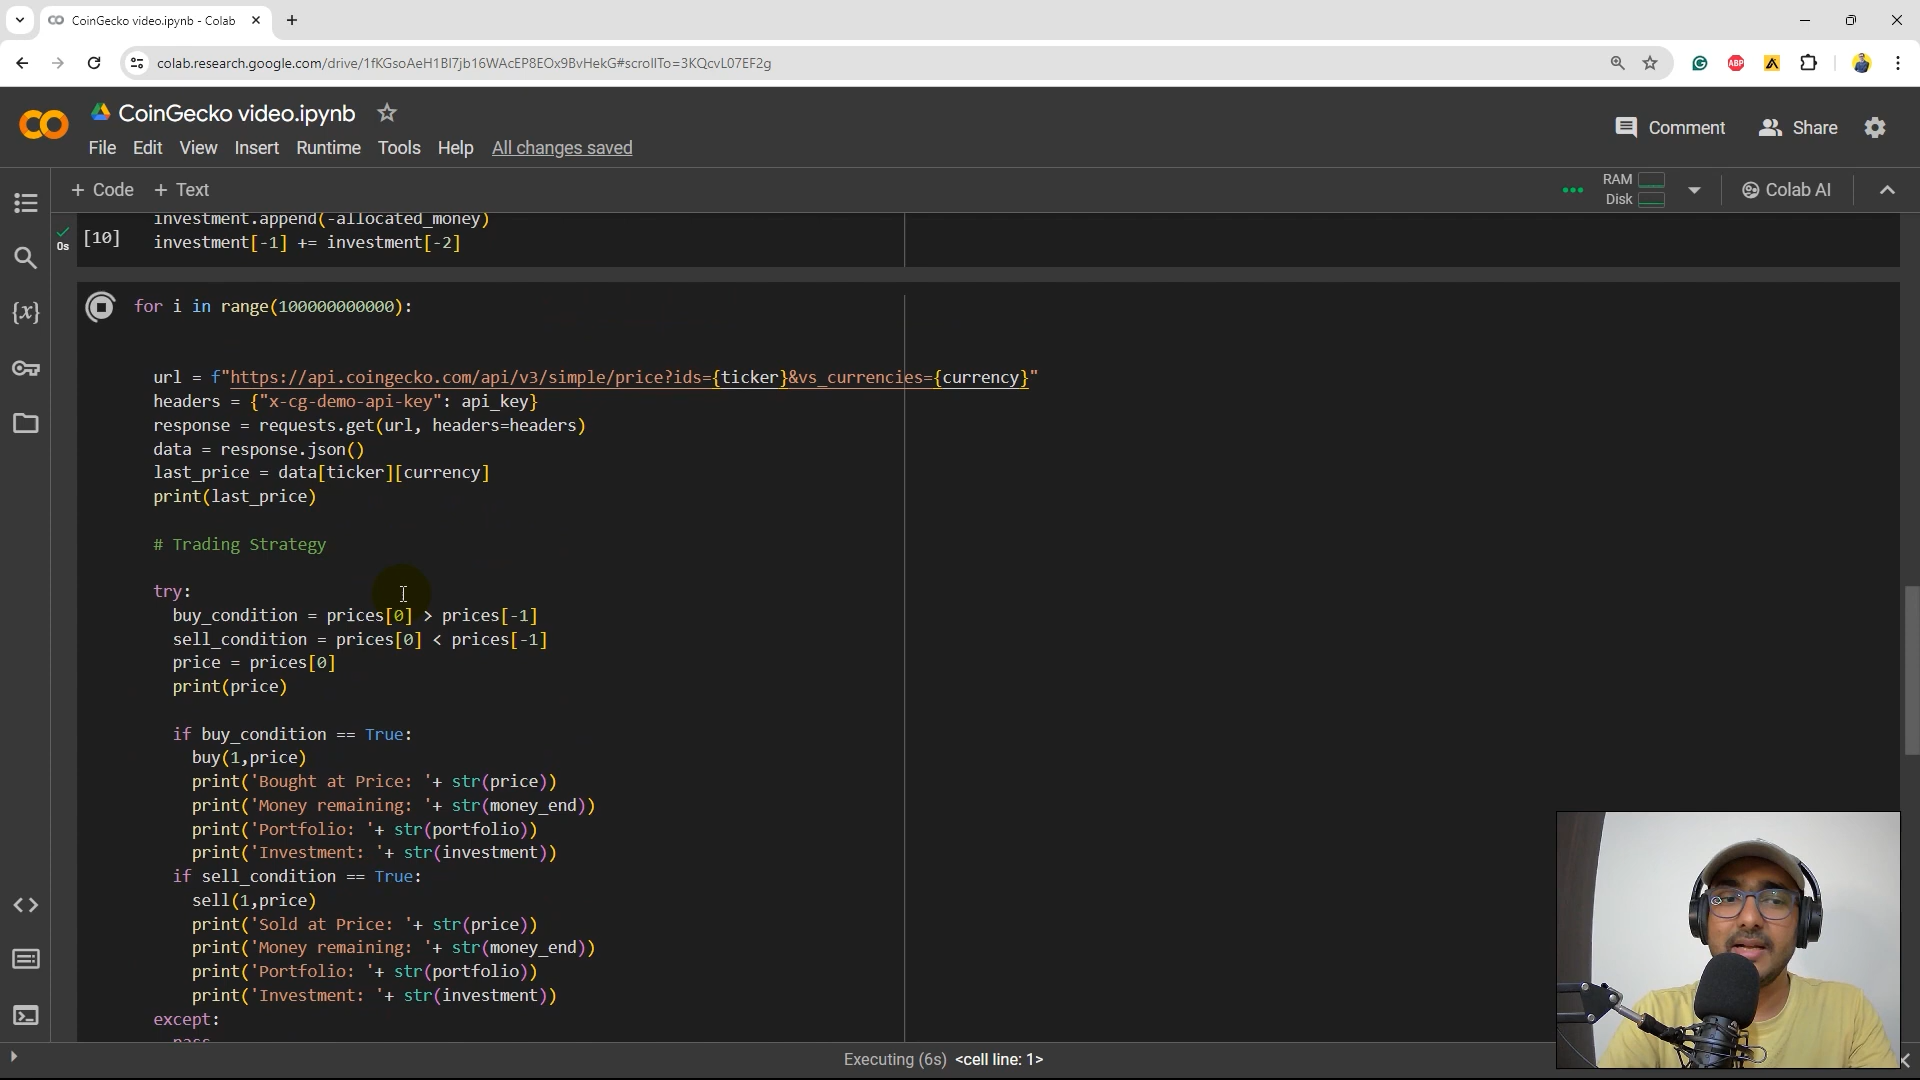 CoinGecko video.ipynb - Colab
colab.research.google.com/drive/1fKGsoAeH1BI7jb16WAcEP8EOx9BvHekG#scrollTo=3KQcvL07EF2g
ABP
CoinGecko video.ipynb
Comment
Share
File Edit View Insert Runtime Tools Help All changes saved
+ Code + Text
RAM
Disk
Colab AI
investment.append(-allocated_money)
0s
[10]
investment[-1] += investment[-2]
for i in range(100000000000):
url = f"https://api.coingecko.com/api/v3/simple/price?ids={ticker}&vs_currencies={currency}"
headers = {"x-cg-demo-api-key": api_key}
response = requests.get(url, headers=headers)
data = response.json()
last_price = data[ticker][currency]
print(last_price)
# Trading Strategy
try:
buy_condition = prices[0] > prices[-1]
sell_condition = prices[0] < prices[-1]
price = prices[0]
print(price)
if buy_condition == True:
buy(1,price)
print('Bought at Price: '+ str(price))
print('Money remaining: '+ str(money_end))
print('Portfolio: '+ str(portfolio))
print('Investment: '+ str(investment))
if sell_condition == True:
sell(1,price)
print('Sold at Price: '+ str(price))
print('Money remaining: '+ str(money_end))
print('Portfolio: '+ str(portfolio))
print('Investment: '+ str(investment))
except:
pass
Executing (6s) <cell line: 1>